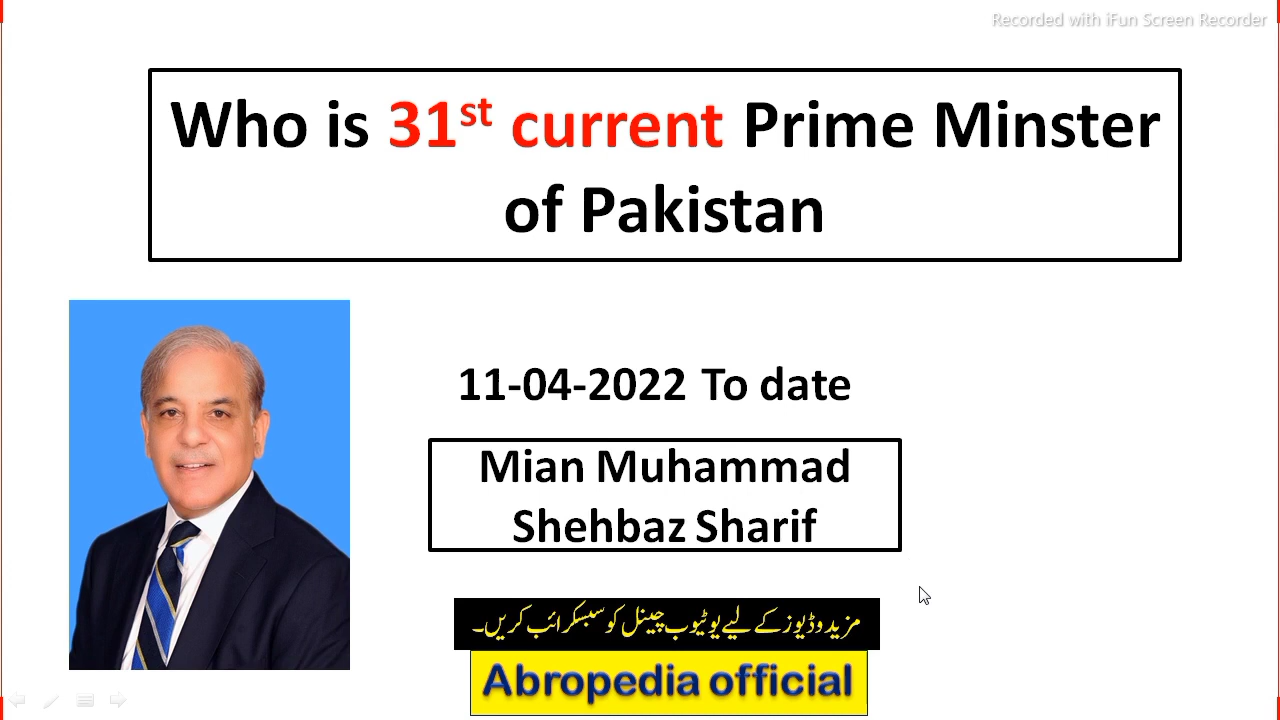 Recorded with iFun Screen Recorder
Who is 31st current Prime Minster
of Pakistan
11-04-2022 To date
Mian Muhammad
Shehbaz Sharif
مزید وڈیوز کے لیے یوٹیوب چینل کو سبسکرائب کریں۔
Abropedia official